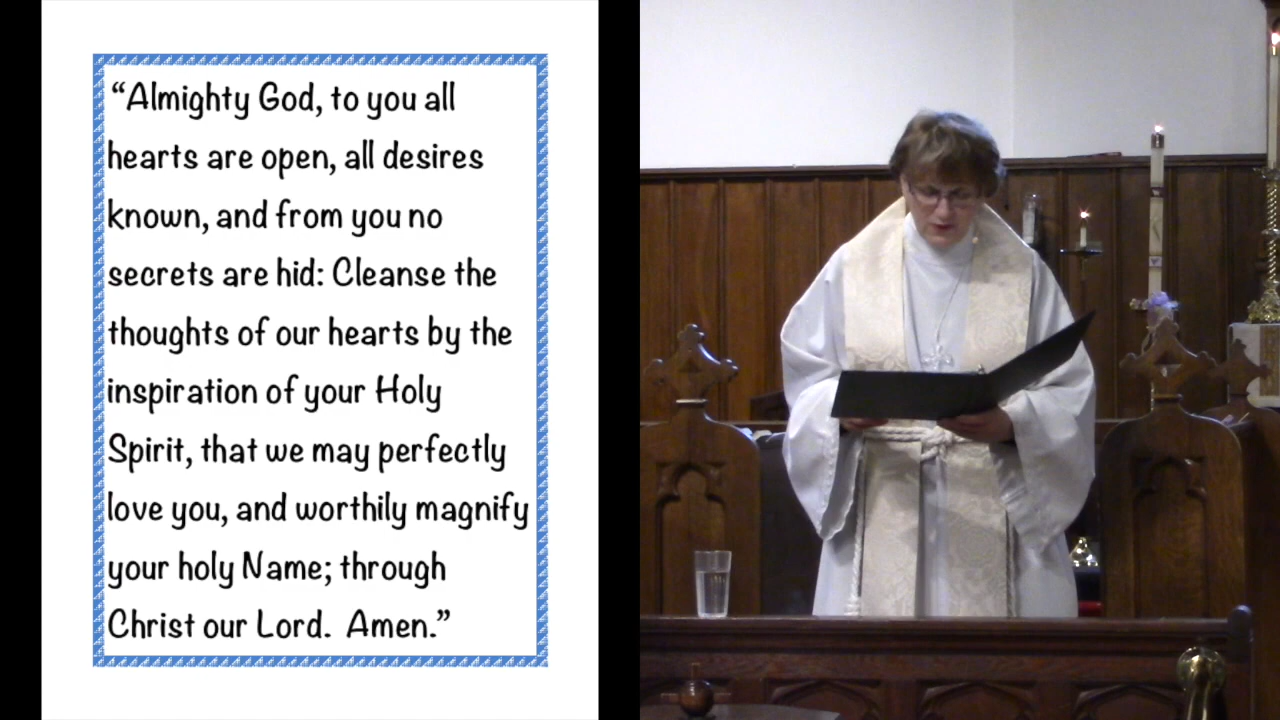 “Almighty God, to you all
hearts are open, all desires
known, and from you no
secrets are hid: Cleanse the
thoughts of our hearts by the
inspiration of your Holy
Spirit, that we may perfectly
love you, and worthily magnify
your holy Name; through
Christ our Lord.  Amen.”